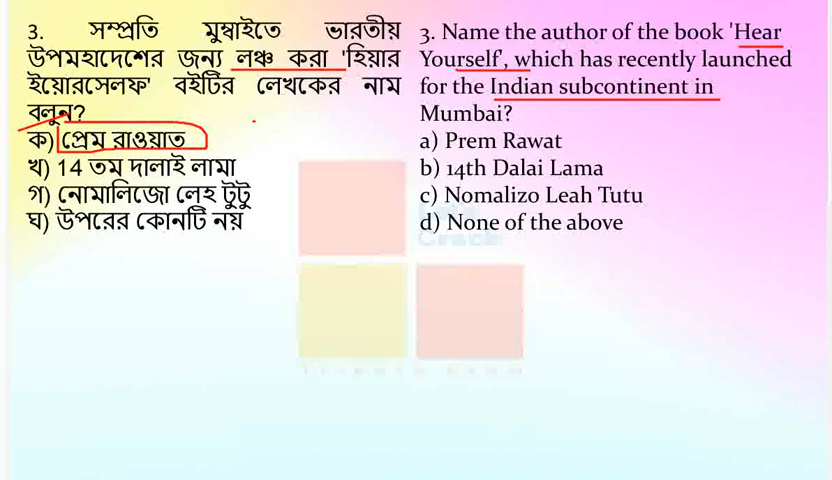 3. সম্প্রতি মুম্বাইতে ভারতীয়
উপমহাদেশের জন্য লঞ্চ করা 'হিয়ার
ইয়োরসেলফ' বইটির লেখকের নাম
বলুন?
ক) প্রেম রাওয়াত
খ) 14 তম দালাই লামা
গ) নোমালিজো লেহ টুটু
ঘ) উপরের কোনটি নয়
3. Name the author of the book 'Hear
Yourself', which has recently launched
for the Indian subcontinent in
Mumbai?
a) Prem Rawat
b) 14th Dalai Lama
c) Nomalizo Leah Tutu
d) None of the above